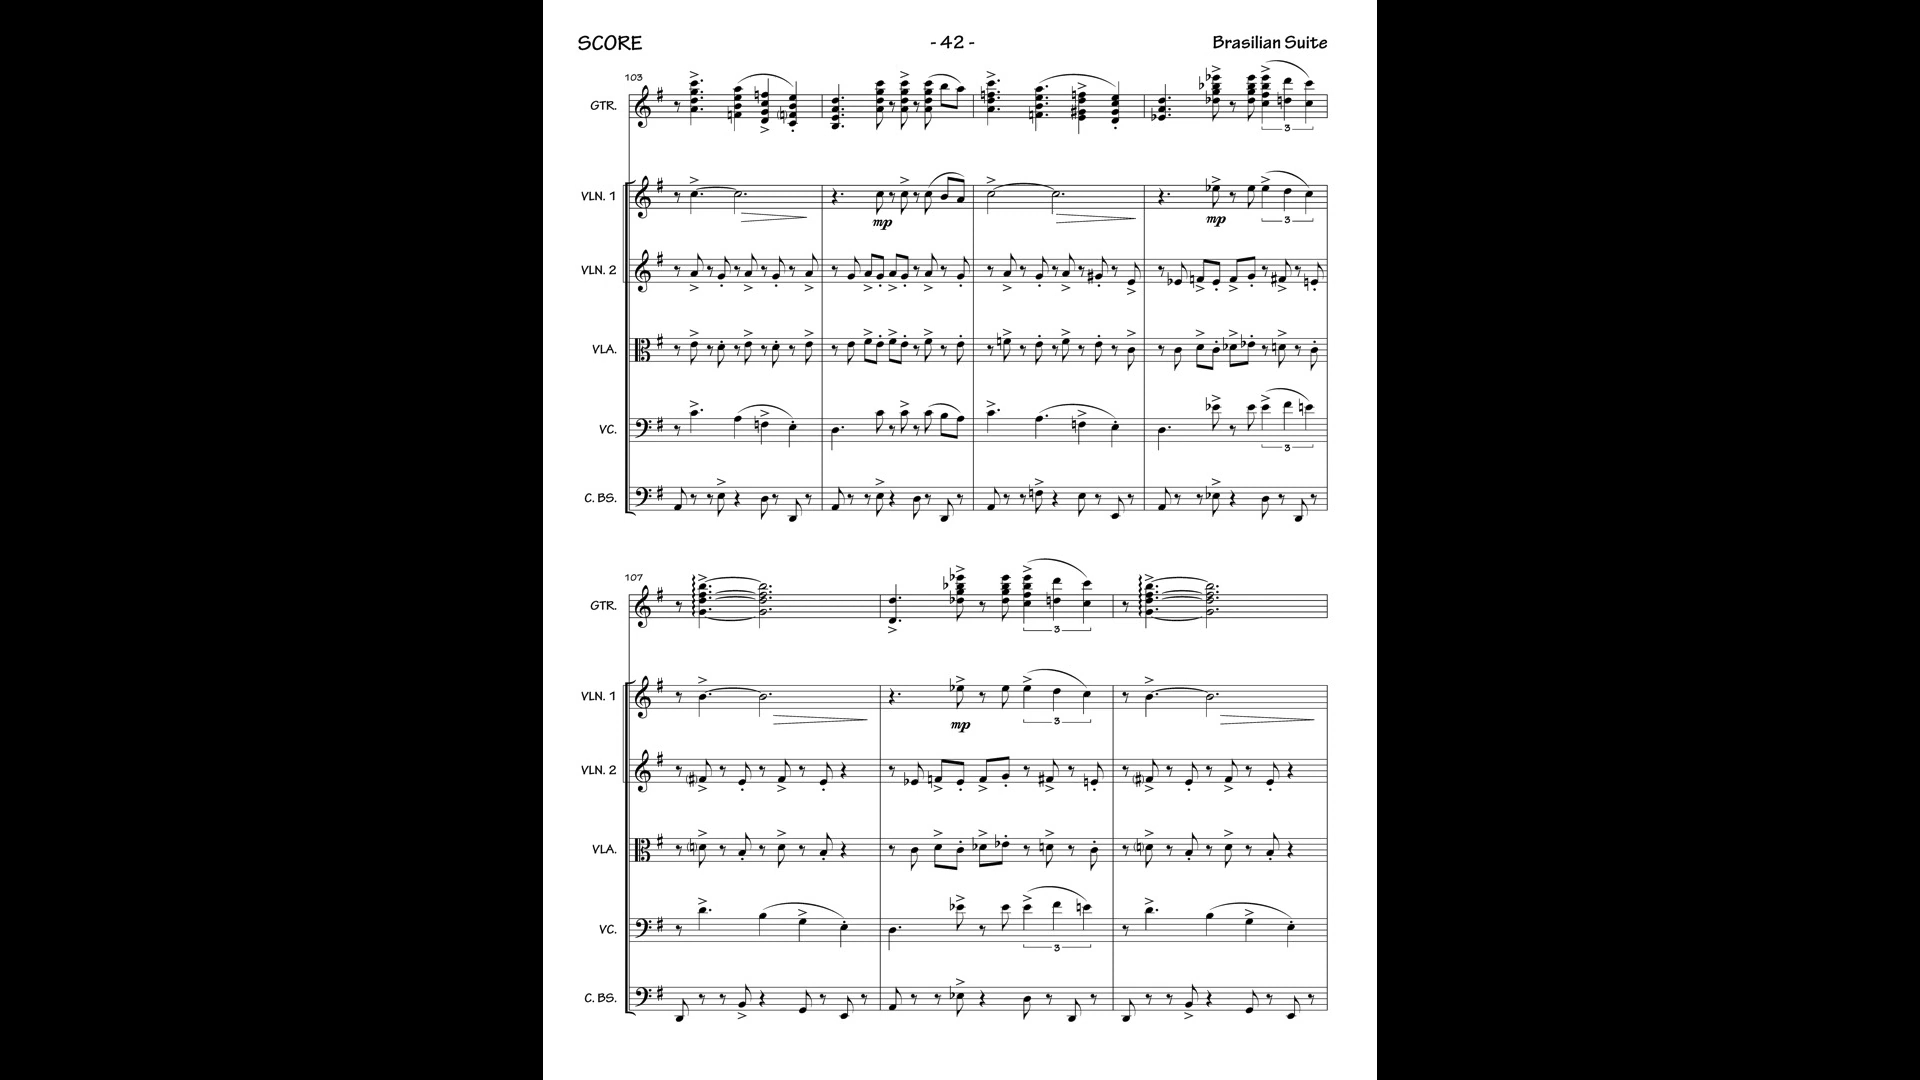 SCORE - 42 - Brasilian Suite
103
GTR.
3
VLN. 1
mp mp 3
VLN. 2
VLA.
VC.
3
C. BS.
107
GTR.
3
VLN. 1
mp 3
VLN. 2
VLA.
VC.
3
C. BS.